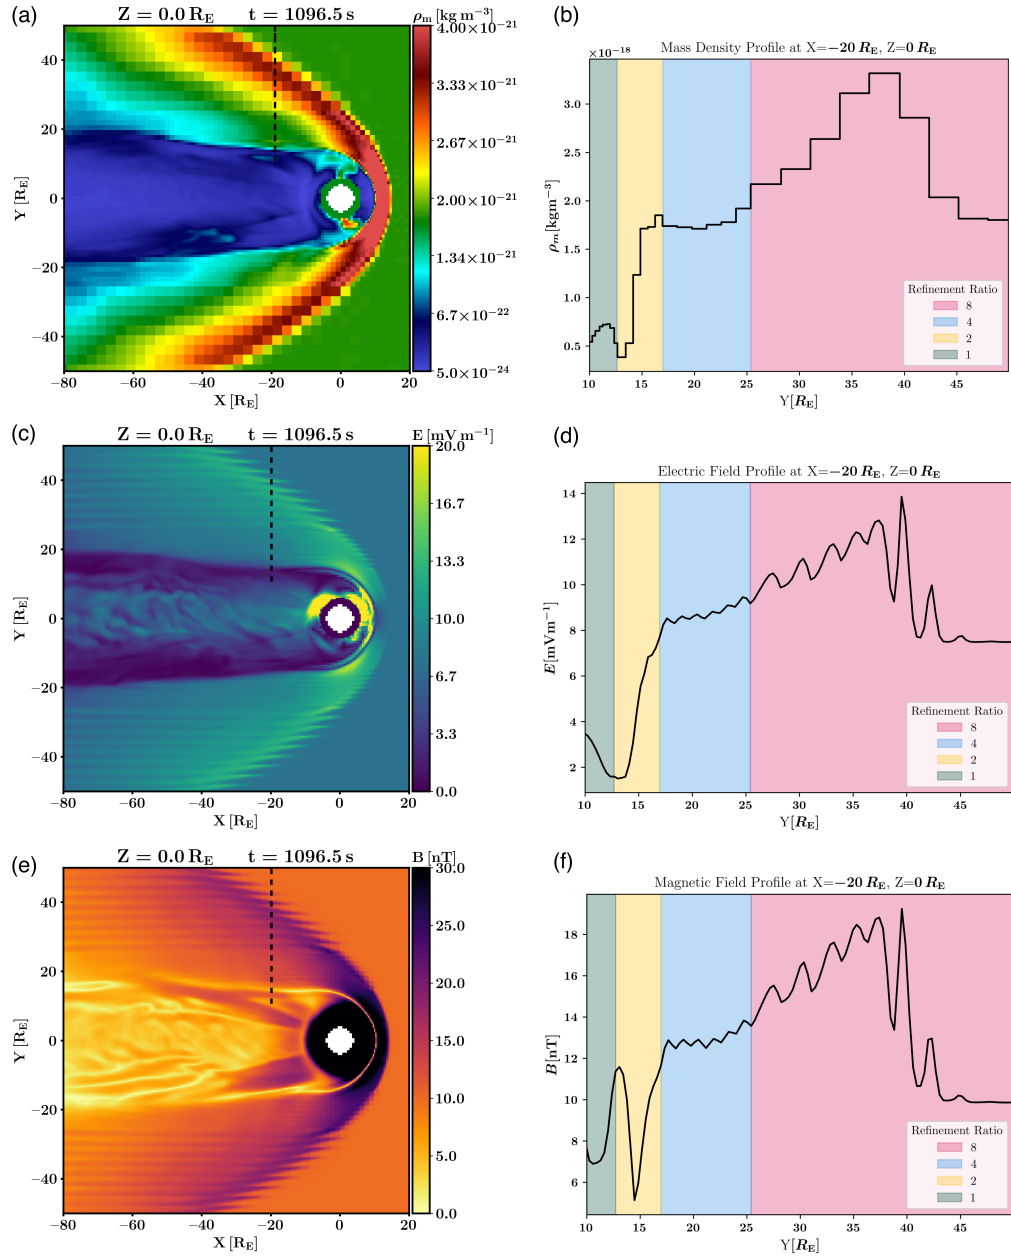 (a)
Z = 0.0 R_E t = 1096.5 s
ρ_m [kg m⁻³]
4.00×10⁻²¹
3.33×10⁻²¹
2.67×10⁻²¹
2.00×10⁻²¹
1.34×10⁻²¹
6.7×10⁻²²
5.0×10⁻²⁴
40
20
0
−20
−40
Y [R_E]
−80 −60 −40 −20 0 20
X [R_E]
(b)
Mass Density Profile at X=−20 R_E, Z=0 R_E
×10⁻¹⁸
3.0
2.5
2.0
1.5
1.0
0.5
ρ_m[kgm⁻³]
10 15 20 25 30 35 40 45
Y[R_E]
Refinement Ratio
8
4
2
1
(c)
Z = 0.0 R_E t = 1096.5 s
E [mV m⁻¹]
20.0
16.7
13.3
10.0
6.7
3.3
0.0
40
20
0
−20
−40
Y [R_E]
−80 −60 −40 −20 0 20
X [R_E]
(d)
Electric Field Profile at X=−20 R_E, Z=0 R_E
14
12
10
8
6
4
2
E[mVm⁻¹]
10 15 20 25 30 35 40 45
Y[R_E]
Refinement Ratio
8
4
2
1
(e)
Z = 0.0 R_E t = 1096.5 s
B [nT]
30.0
25.0
20.0
15.0
10.0
5.0
0.0
40
20
0
−20
−40
Y [R_E]
−80 −60 −40 −20 0 20
X [R_E]
(f)
Magnetic Field Profile at X=−20 R_E, Z=0 R_E
18
16
14
12
10
8
6
B[nT]
10 15 20 25 30 35 40 45
Y[R_E]
Refinement Ratio
8
4
2
1